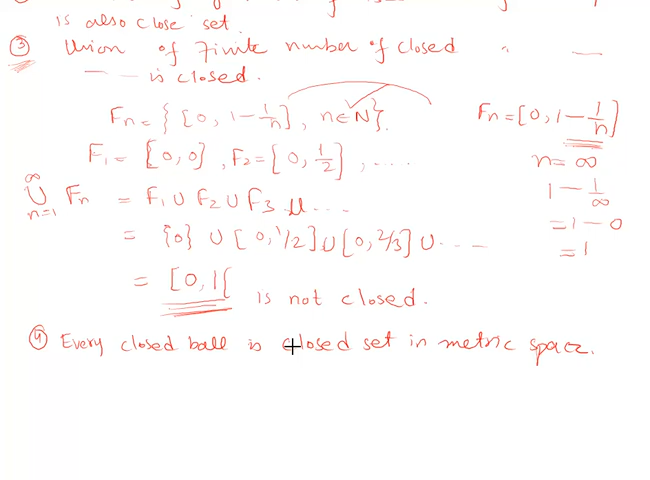 is also close set.
③ Union of Finite number of closed " —
— — is closed.
Fn = { [0, 1 - 1/n], n ∈ N }.
Fn = [0, 1 - 1/n]
F₁ = [0, 0], F₂ = [0, 1/2], ....
n = ∞
1 - 1/∞
= 1 - 0
= 1
∞ ⋃ n=1 Fn = F₁ ∪ F₂ ∪ F₃ ∪ ...
= {0} ∪ [0, 1/2] ∪ [0, 2/3] ∪ ....
= [0, 1[ is not closed.
④ Every closed ball is closed set in metric space.